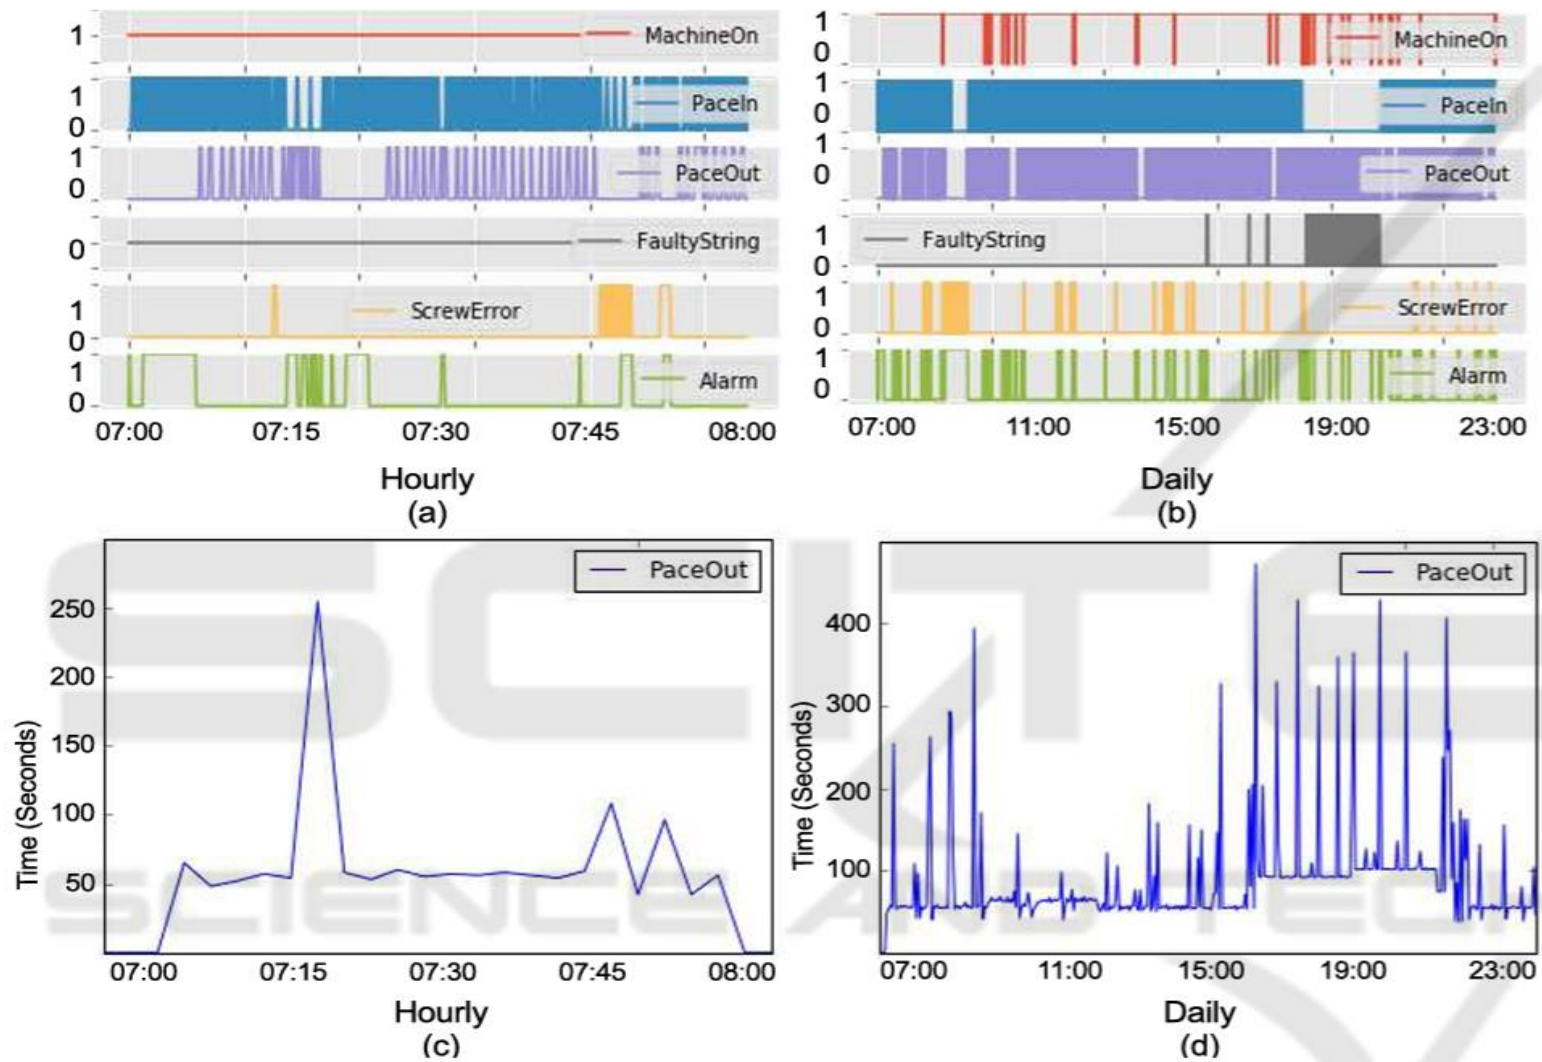 1
MachineOn
1
0
PaceIn
1
0
PaceOut
0
FaultyString
1
0
ScrewError
1
0
Alarm
07:00 07:15 07:30 07:45 08:00
Hourly
(a)
1
0
MachineOn
1
0
PaceIn
1
0
PaceOut
1
0
FaultyString
1
0
ScrewError
1
0
Alarm
07:00 11:00 15:00 19:00 23:00
Daily
(b)
PaceOut
250
200
150
100
50
Time (Seconds)
07:00 07:15 07:30 07:45 08:00
Hourly
(c)
PaceOut
400
300
200
100
Time (Seconds)
07:00 11:00 15:00 19:00 23:00
Daily
(d)
SCITE
SCIENCE AND TECH